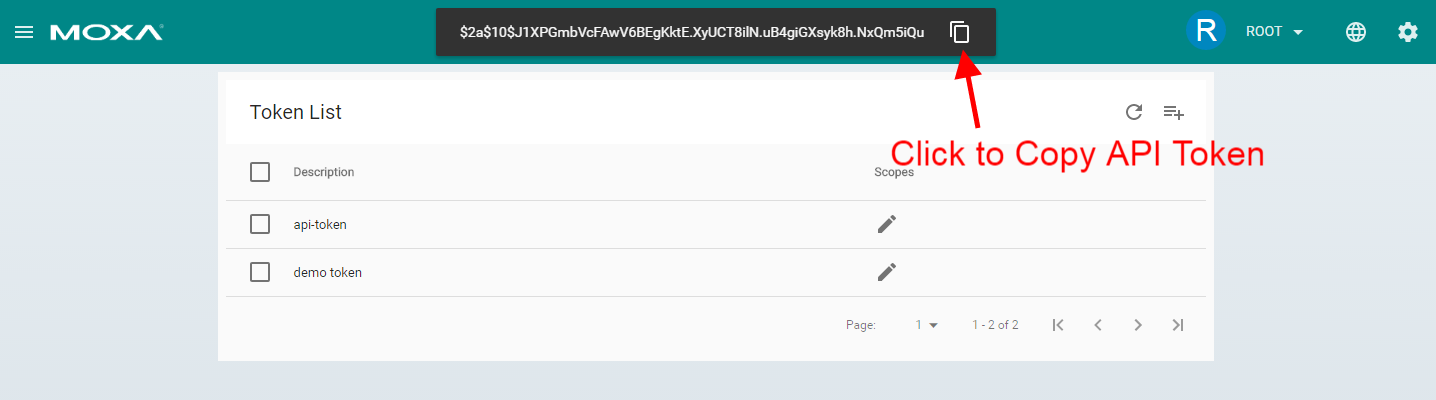 MOXA
$2a$10$J1XPGmbVcFAwV6BEgKktE.XyUCT8ilN.uB4giGXsyk8h.NxQm5iQu
R
ROOT
Token List
Click to Copy API Token
Description
Scopes
api-token
demo token
Page:
1
1 - 2 of 2